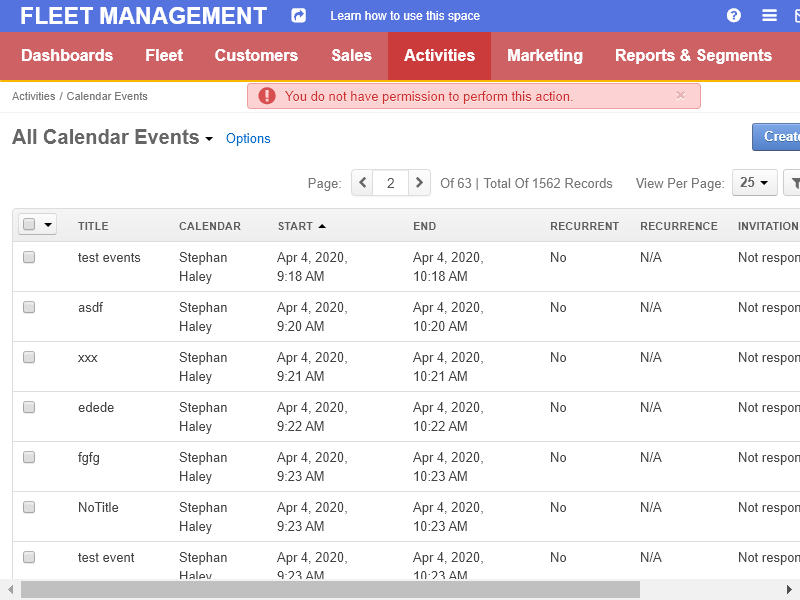 FLEET MANAGEMENT Learn how to use this space
Dashboards Fleet Customers Sales Activities Marketing Reports & Segments
Activities / Calendar Events
You do not have permission to perform this action. ×
All Calendar Events Options
Page: 2 Of 63 | Total Of 1562 Records View Per Page: 25
TITLE CALENDAR START END RECURRENT RECURRENCE INVITATION
test events Stephan Apr 4, 2020, Apr 4, 2020, No N/A Not
Haley 9:18 AM 10:18 AM
asdf Stephan Apr 4, 2020, Apr 4, 2020, No N/A Not
Haley 9:20 AM 10:20 AM
xxx Stephan Apr 4, 2020, Apr 4, 2020, No N/A Not
Haley 9:21 AM 10:21 AM
edede Stephan Apr 4, 2020, Apr 4, 2020, No N/A Not
Haley 9:22 AM 10:22 AM
fgfg Stephan Apr 4, 2020, Apr 4, 2020, No N/A Not
Haley 9:23 AM 10:23 AM
NoTitle Stephan Apr 4, 2020, Apr 4, 2020, No N/A Not
Haley 9:23 AM 10:23 AM
test event Stephan Apr 4, 2020, Apr 4, 2020, No N/A Not
Haley 9:23 AM 10:23 AM